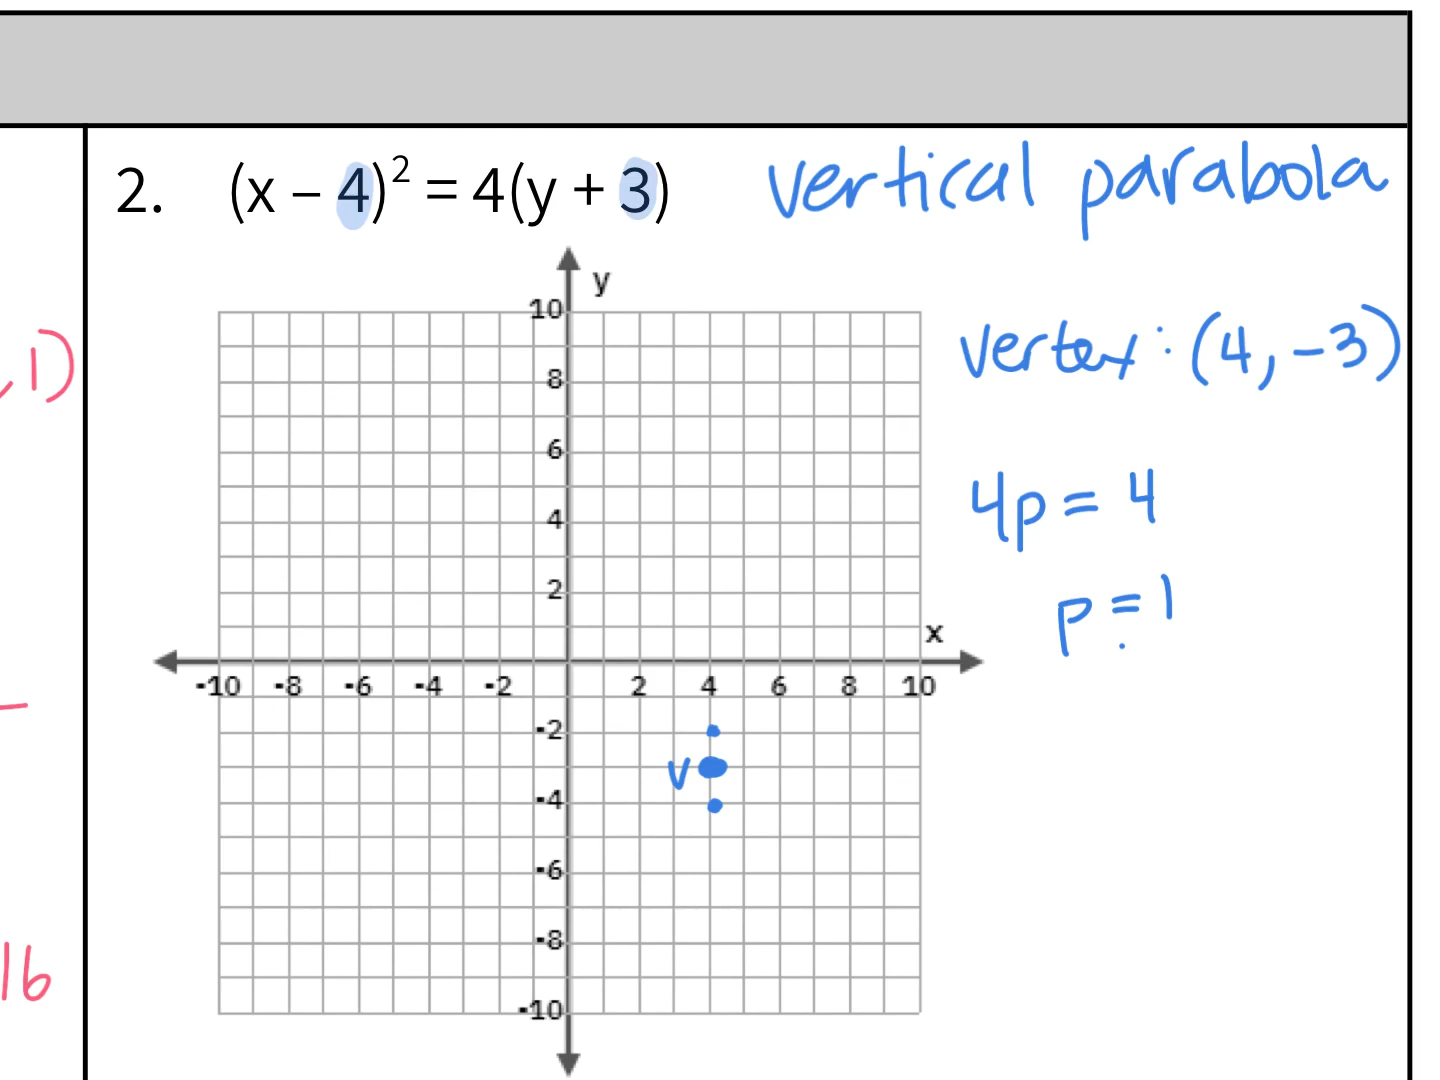 2. (x – 4)² = 4(y + 3) vertical parabola
y
10
8
6
4
2
x
-10 -8 -6 -4 -2 2 4 6 8 10
-2
-4
-6
-8
-10
V
vertex: (4, -3)
4p = 4
p = 1
, 1)
16